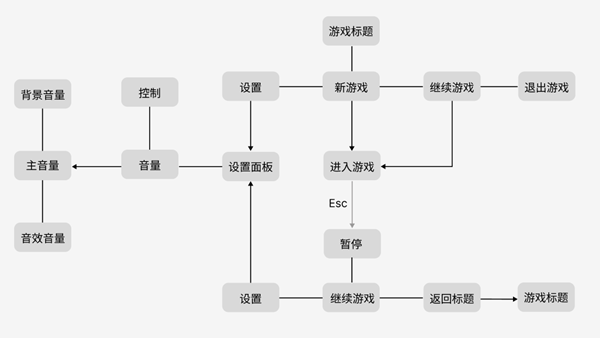 游戏标题
设置
新游戏
继续游戏
退出游戏
背景音量
控制
主音量
音量
设置面板
进入游戏
Esc
音效音量
暂停
设置
继续游戏
返回标题
游戏标题